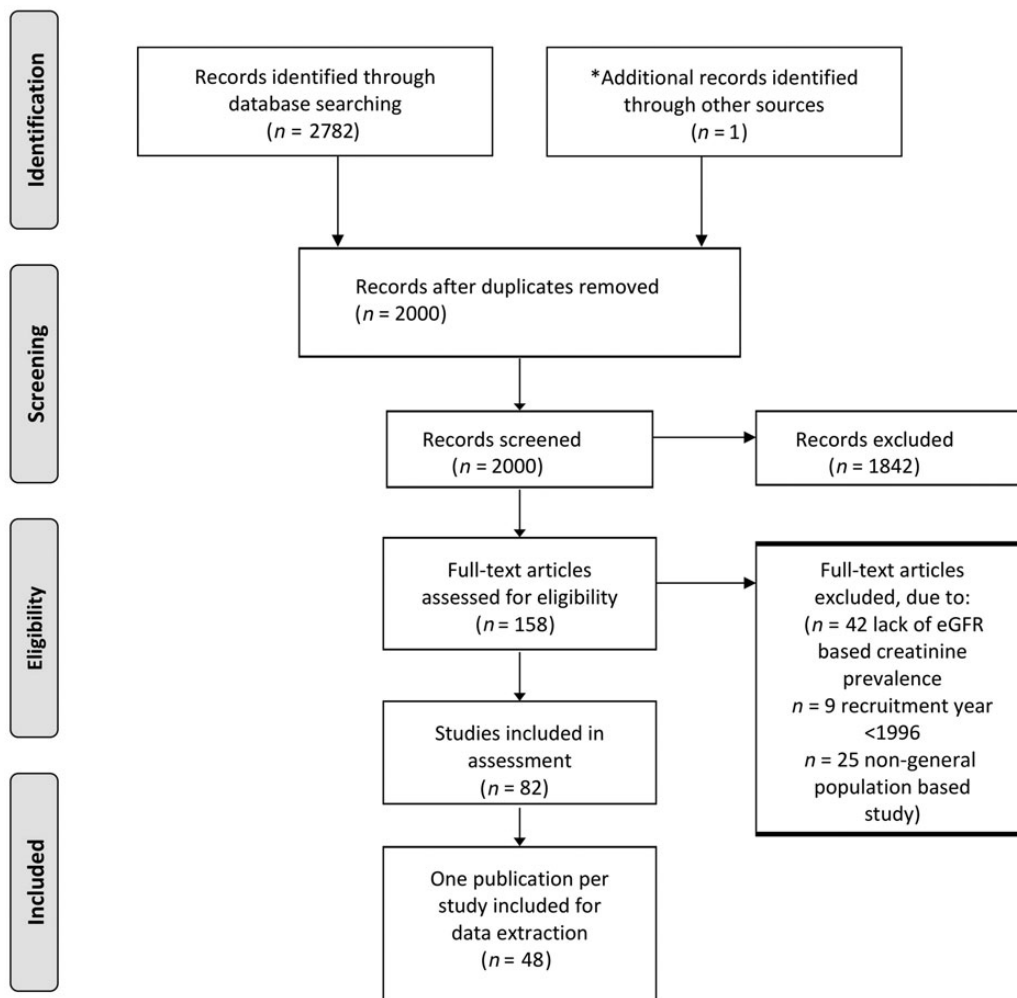 Identification
Records identified through
database searching
(n = 2782)
*Additional records identified
through other sources
(n = 1)
Screening
Records after duplicates removed
(n = 2000)
Records screened
(n = 2000)
Records excluded
(n = 1842)
Eligibility
Full-text articles
assessed for eligibility
(n = 158)
Full-text articles
excluded, due to:
(n = 42 lack of eGFR
based creatinine
prevalence
n = 9 recruitment year
<1996
n = 25 non-general
population based
study)
Studies included in
assessment
(n = 82)
Included
One publication per
study included for
data extraction
(n = 48)